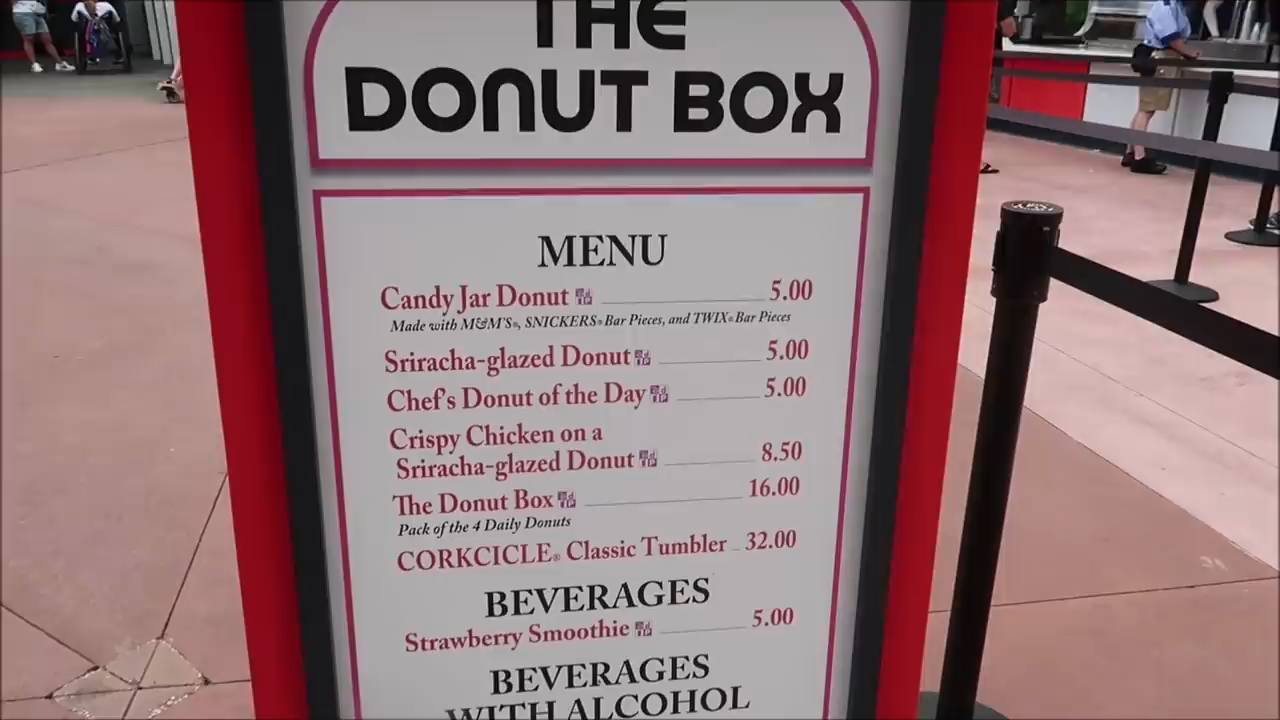 THE
DONUT BOX
MENU
Candy Jar Donut 5.00
Made with M&M'S®, SNICKERS® Bar Pieces, and TWIX® Bar Pieces
Sriracha-glazed Donut 5.00
Chef's Donut of the Day 5.00
Crispy Chicken on a
Sriracha-glazed Donut 8.50
The Donut Box 16.00
Pack of the 4 Daily Donuts
CORKCICLE® Classic Tumbler 32.00
BEVERAGES
Strawberry Smoothie 5.00
BEVERAGES
WITH ALCOHOL